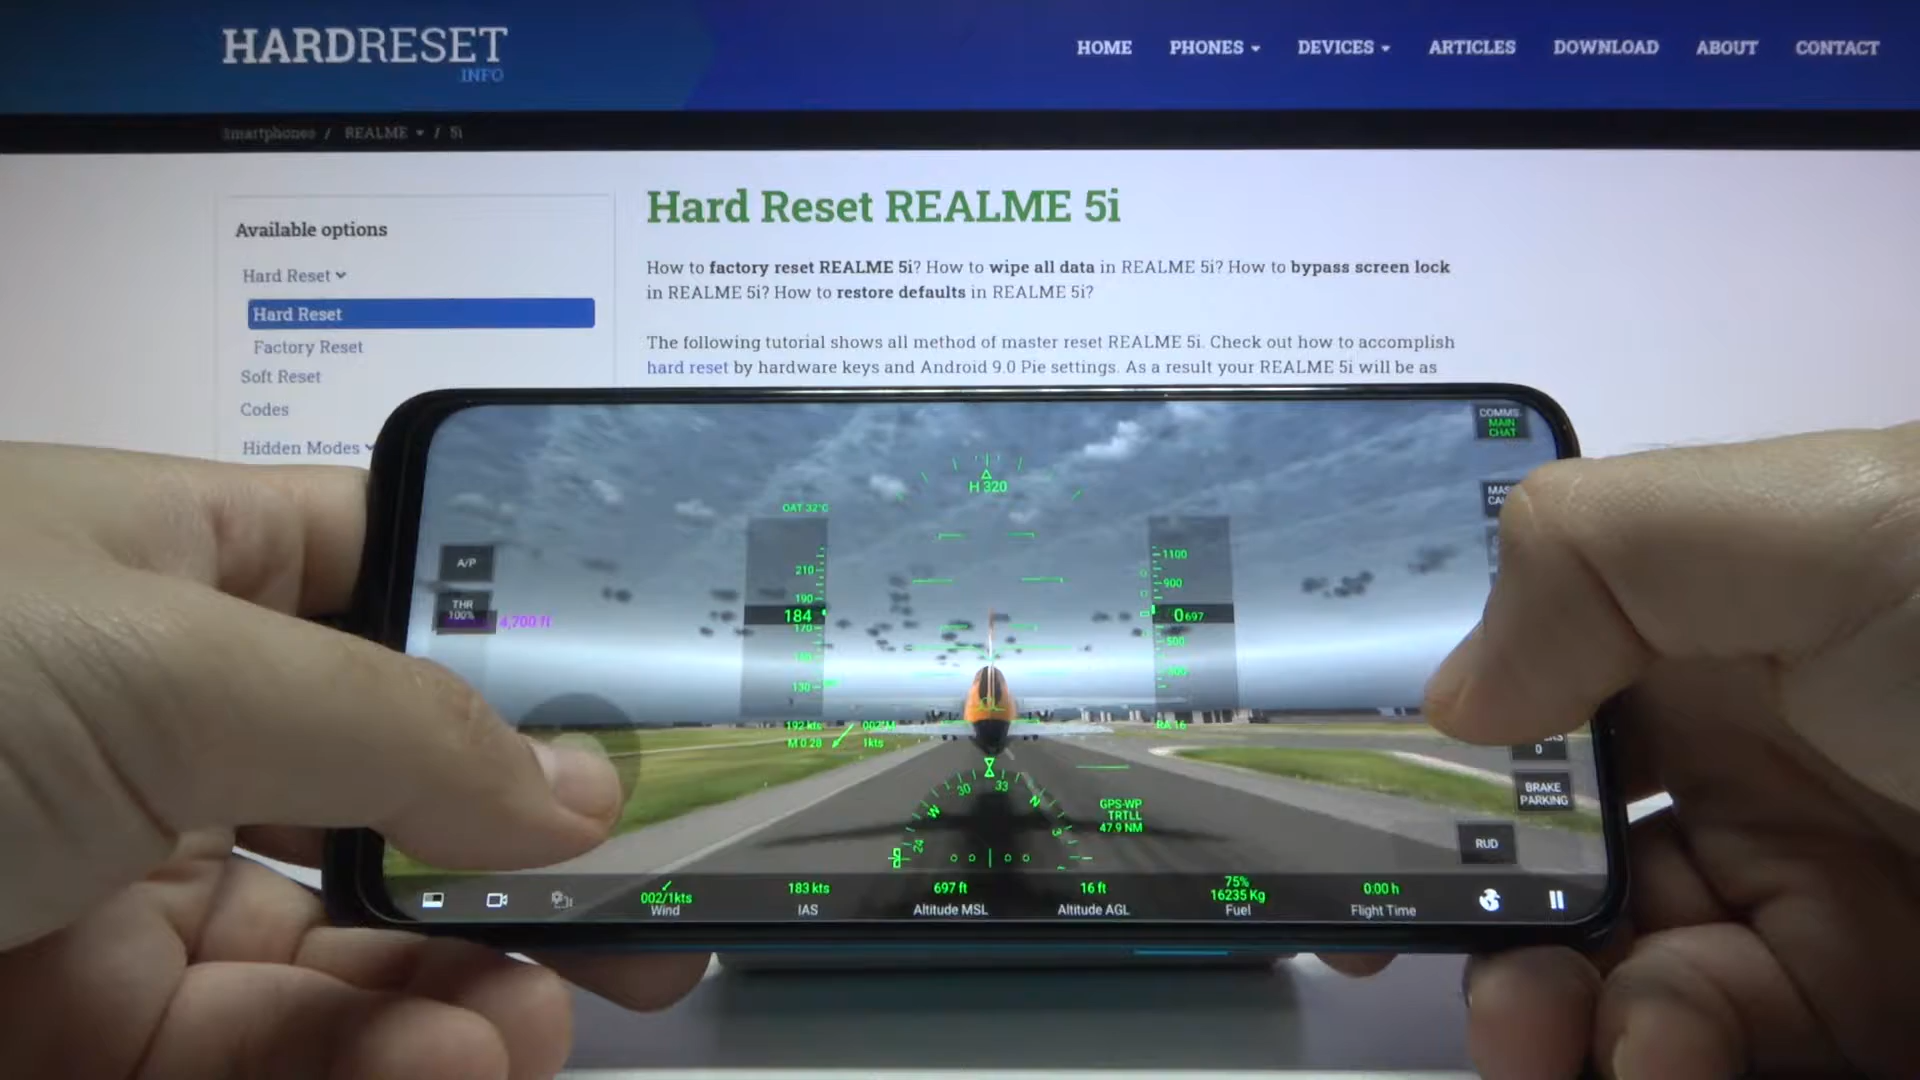 HARDRESET
INFO
HOME PHONES DEVICES ARTICLES DOWNLOAD ABOUT CONTACT
Smartphones / REALME / 5i
Available options
Hard Reset
Hard Reset
Factory Reset
Soft Reset
Codes
Hidden Modes
Hard Reset REALME 5i
How to factory reset REALME 5i? How to wipe all data in REALME 5i? How to bypass screen lock
in REALME 5i? How to restore defaults in REALME 5i?
The following tutorial shows all method of master reset REALME 5i. Check out how to accomplish
hard reset by hardware keys and Android 9.0 Pie settings. As a result your REALME 5i will be as
COMMS
MAIN
CHAT
H 320
OAT 32°C
A/P
THR
100%
4,700 ft
210
190
184
170
130
1100
900
0697
500
192 kts
M 0.28
002°M
1kts
RA 16
0
BRAKE
PARKING
RUD
GPS-WP
TRTLL
47.9 NM
24 W 30 33 N 3
002/1kts
Wind
183 kts
IAS
697 ft
Altitude MSL
16 ft
Altitude AGL
75%
16235 Kg
Fuel
0:00 h
Flight Time